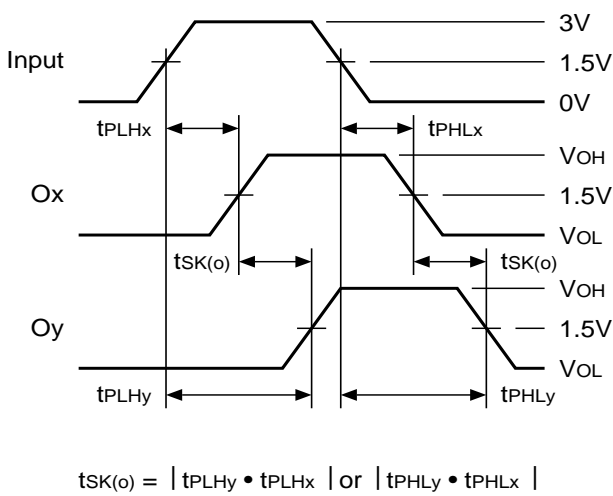 3V
Input
1.5V
0V
tPLHx
tPHLx
VOH
Ox
1.5V
VOL
tSK(o)
tSK(o)
VOH
Oy
1.5V
VOL
tPLHy
tPHLy
tSK(o) = | tPLHy • tPLHx | or | tPHLy • tPHLx |